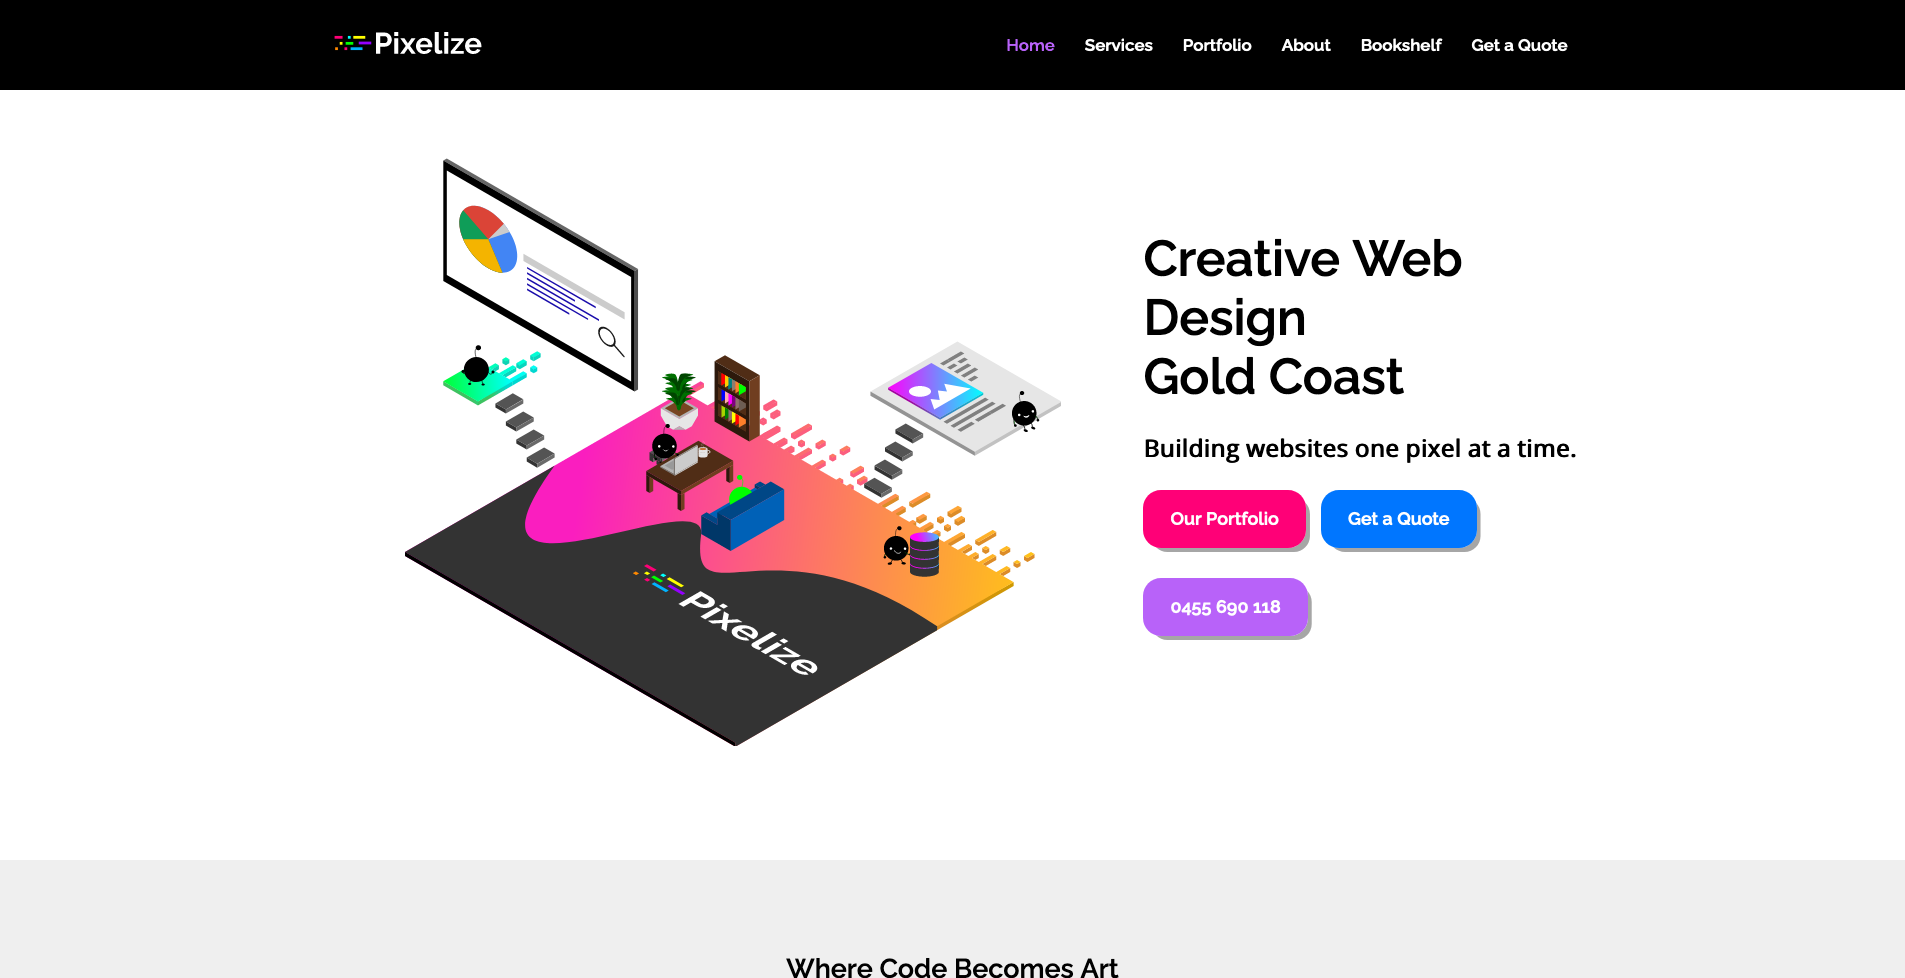 Pixelize
Home Services Portfolio About Bookshelf Get a Quote
Creative Web
Design
Gold Coast
Building websites one pixel at a time.
Our Portfolio Get a Quote
0455 690 118
Pixelize
Where Code Becomes Art